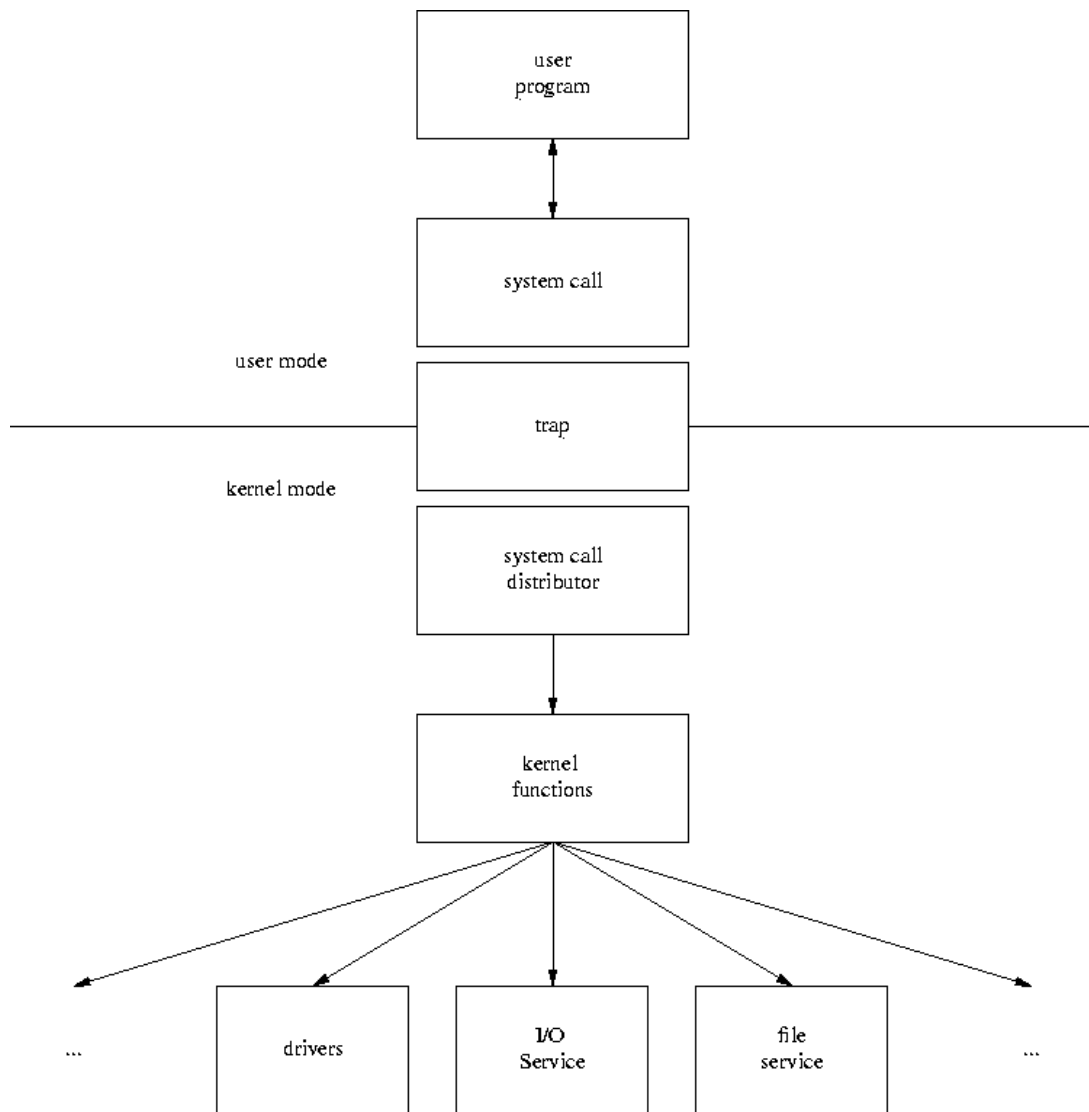 user
program
system call
user mode
trap
kernel mode
system call
distributor
kernel
functions
...
drivers
I/O
Service
file
service
...